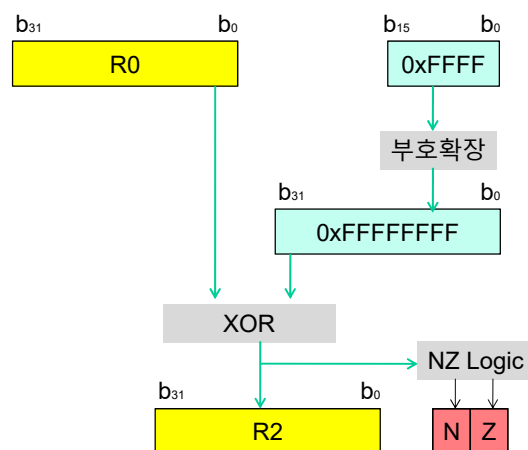 b31 b0 b15 b0
R0 0xFFFF
부호확장
b31 b0
0xFFFFFFFF
XOR
NZ Logic
b31 b0
R2 N Z